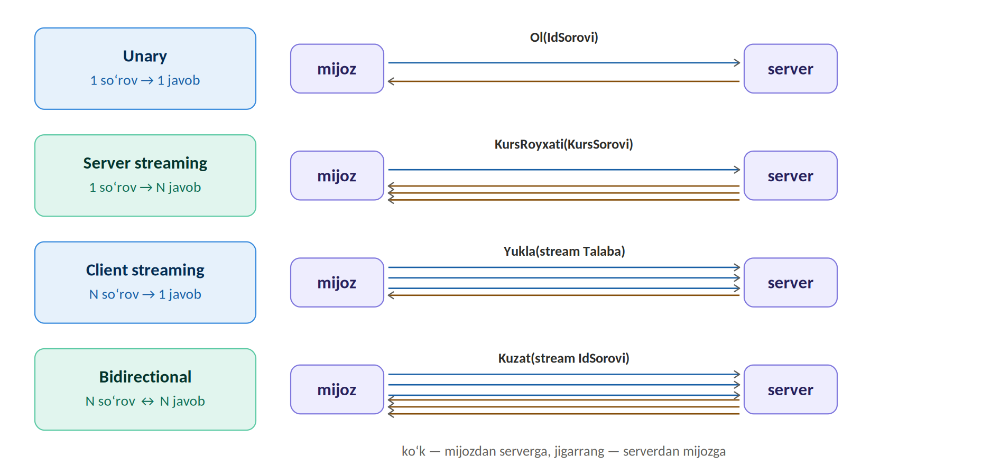 Unary
1 so‘rov → 1 javob
Ol(IdSorovi)
mijoz
server
Server streaming
1 so‘rov → N javob
KursRoyxati(KursSorovi)
mijoz
server
Client streaming
N so‘rov → 1 javob
Yukla(stream Talaba)
mijoz
server
Bidirectional
N so‘rov ↔ N javob
Kuzat(stream IdSorovi)
mijoz
server
ko‘k — mijozdan serverga, jigarrang — serverdan mijozga